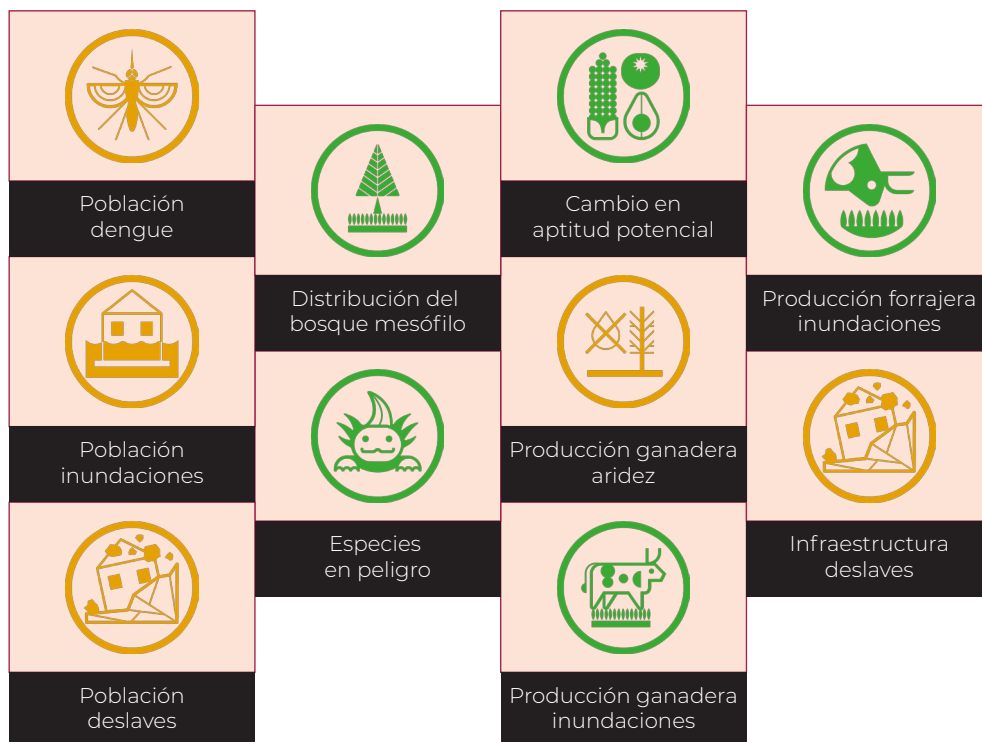 Población
dengue
Cambio en
aptitud potencial
Distribución del
bosque mesófilo
Producción forrajera
inundaciones
Población
inundaciones
Producción ganadera
aridez
Especies
en peligro
Infraestructura
deslaves
Población
deslaves
Producción ganadera
inundaciones